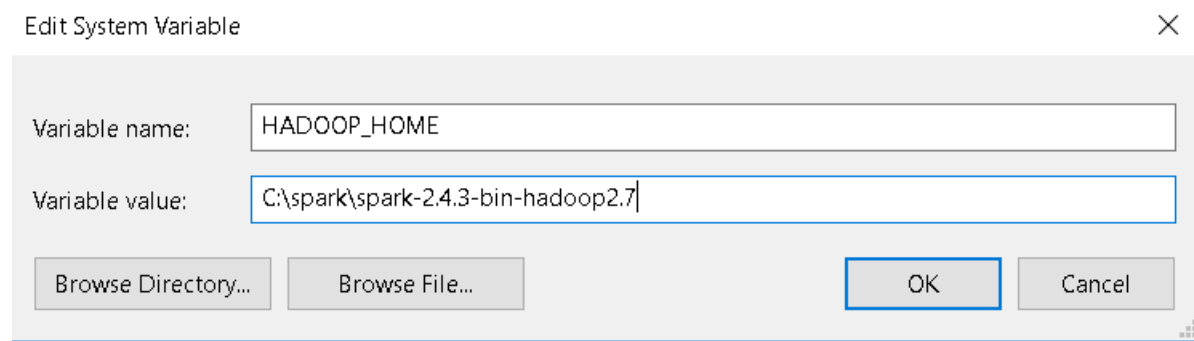 Edit System Variable
Variable name: HADOOP_HOME
Variable value: C:\spark\spark-2.4.3-bin-hadoop2.7
Browse Directory... Browse File... OK Cancel